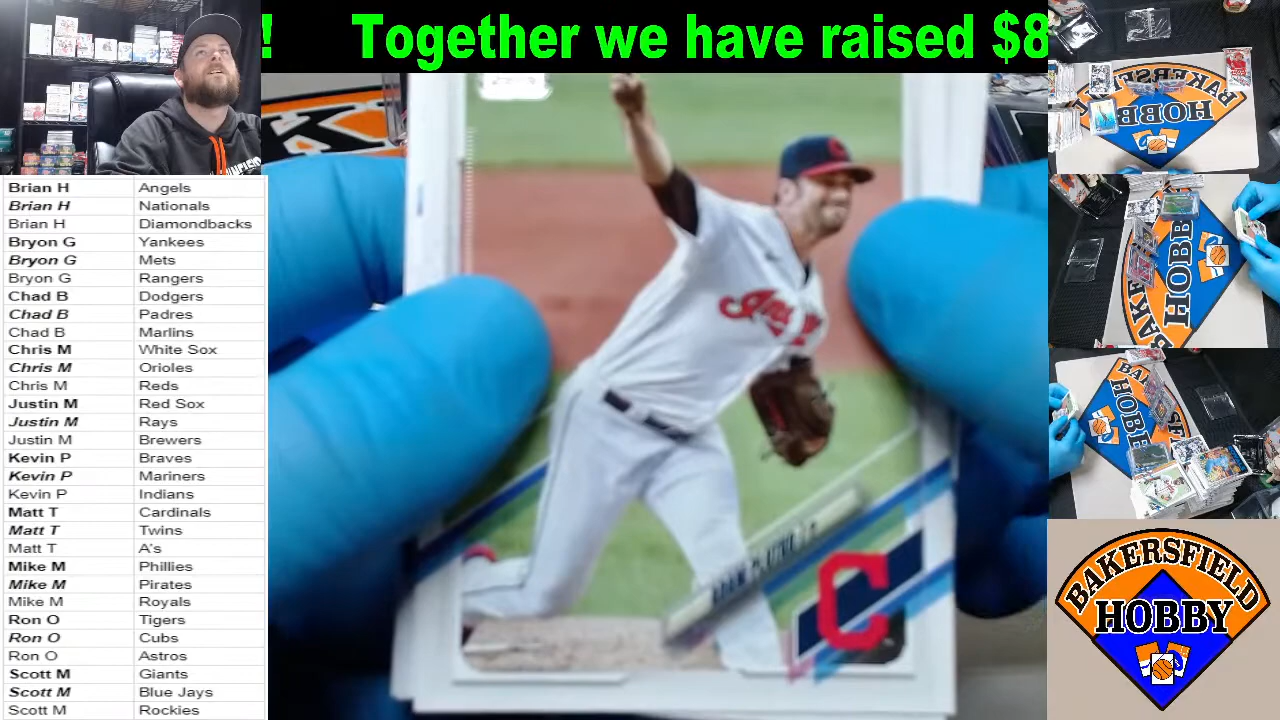 ! Together we have raised $8
Brian H Angels
Brian H Nationals
Brian H Diamondbacks
Bryon G Yankees
Bryon G Mets
Bryon G Rangers
Chad B Dodgers
Chad B Padres
Chad B Marlins
Chris M White Sox
Chris M Orioles
Chris M Reds
Justin M Red Sox
Justin M Rays
Justin M Brewers
Kevin P Braves
Kevin P Mariners
Kevin P Indians
Matt T Cardinals
Matt T Twins
Matt T A's
Mike M Phillies
Mike M Pirates
Mike M Royals
Ron O Tigers
Ron O Cubs
Ron O Astros
Scott M Giants
Scott M Blue Jays
Scott M Rockies
C
C
HOBBY
HOBB
HOBBY
BAKERSFIELD
HOBBY